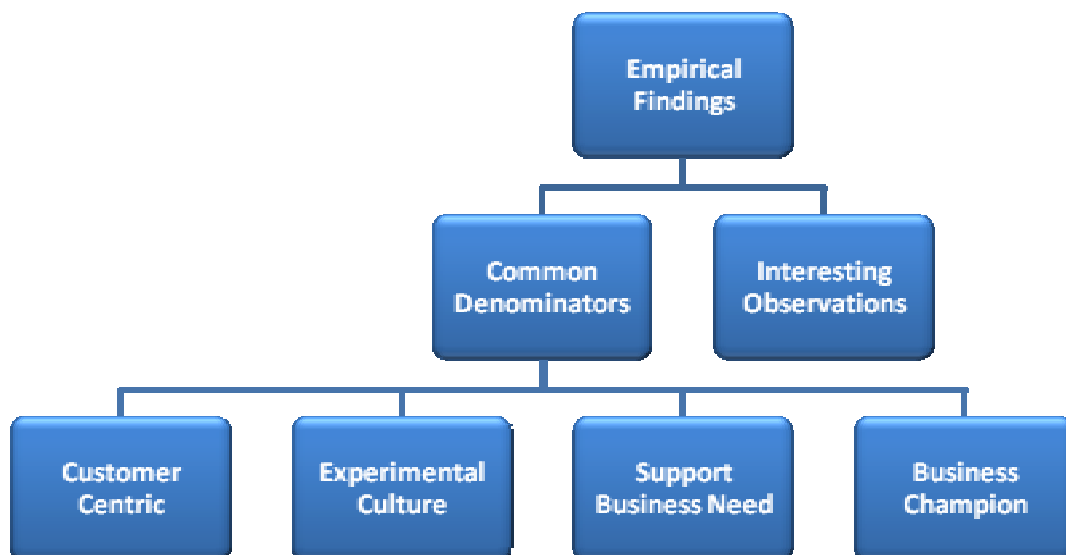 Empirical
Findings
Common
Denominators
Interesting
Observations
Customer
Centric
Experimental
Culture
Support
Business Need
Business
Champion